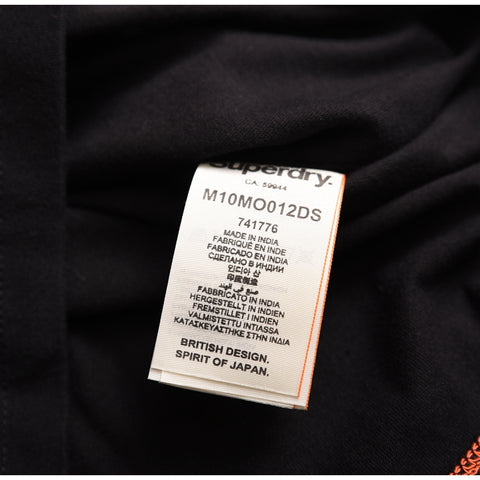 Superdry.
CA: 59944
M10MO012DS
741776
MADE IN INDIA
FABRIQUÉ EN INDE
FABRICADO EN INDIA
СДЕЛАНО В ИНДИИ
인디아 산
印度製造
صنع في الهند
FABBRICATO IN INDIA
HERGESTELLT IN INDIEN
FREMSTILLET I INDIEN
VALMISTETTU INTIASSA
ΚΑΤΑΣΚΕΥΑΣΤΗΚΕ ΣΤΗΝ ΙΝΔΙΑ
BRITISH DESIGN.
SPIRIT OF JAPAN.